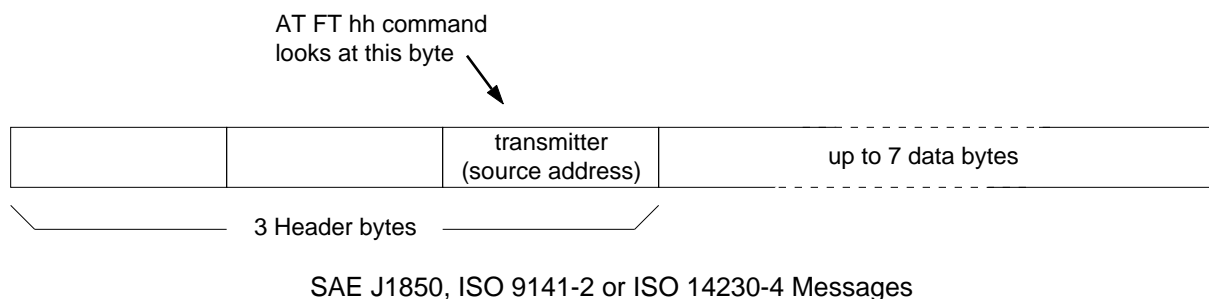 AT FT hh command
looks at this byte
transmitter
(source address)
up to 7 data bytes
3 Header bytes
SAE J1850, ISO 9141-2 or ISO 14230-4 Messages